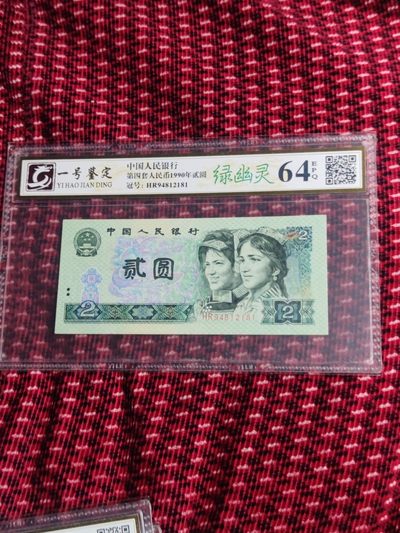 一号鉴定
YI HAO JIAN DING
中国人民银行
第四套人民币1990年贰圆
冠号: HR94812181
绿幽灵
64
EPQ
中国人民银行
2
贰圆
2
2
HR94812181